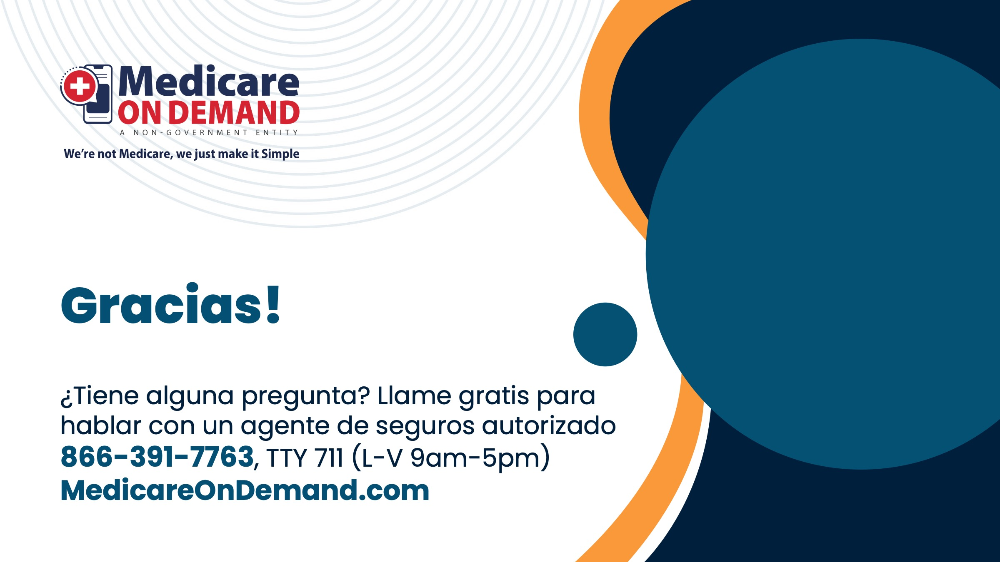 Medicare
ON DEMAND
A NON-GOVERNMENT ENTITY
We’re not Medicare, we just make it Simple
Gracias!
¿Tiene alguna pregunta? Llame gratis para
hablar con un agente de seguros autorizado
866-391-7763, TTY 711 (L-V 9am-5pm)
MedicareOnDemand.com